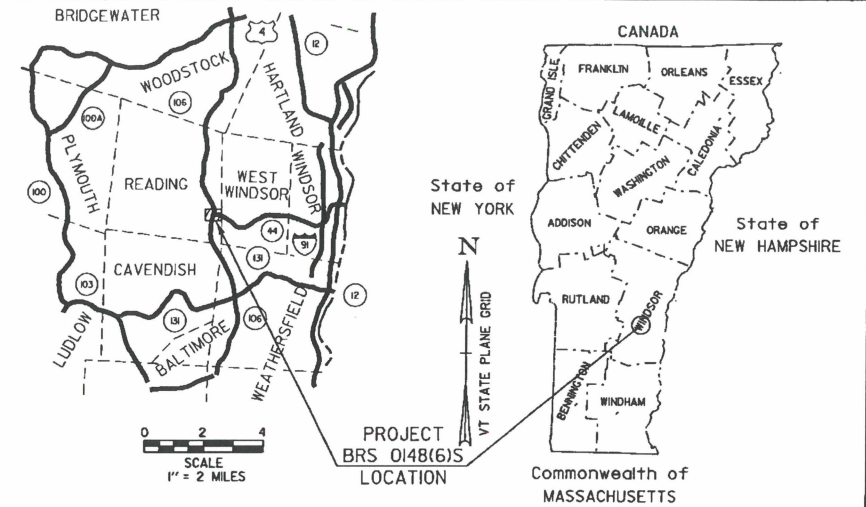 BRIDGEWATER
4
12
WOODSTOCK
HARTLAND
106
100A
PLYMOUTH
READING
WEST
WINDSOR
WINDSOR
100
44
91
131
CAVENDISH
103
12
131
106
LUDLOW
BALTIMORE
WEATHERSFIELD
0 2 4
SCALE
1" = 2 MILES
PROJECT
BRS 0148(6)S
LOCATION
N
VT STATE PLANE GRID
CANADA
GRAND ISLE
FRANKLIN
ORLEANS
ESSEX
LAMOILLE
CHITTENDEN
CALEDONIA
WASHINGTON
State of
NEW YORK
ADDISON
ORANGE
State of
NEW HAMPSHIRE
RUTLAND
WINDSOR
BENNINGTON
WINDHAM
Commonwealth of
MASSACHUSETTS